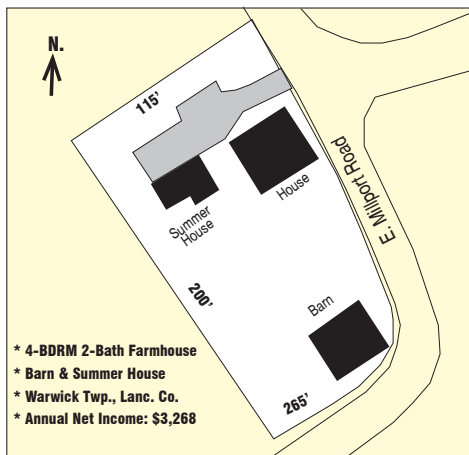 N.
115'
House
Summer
House
E. Millport Road
200'
Barn
265'
* 4-BDRM 2-Bath Farmhouse
* Barn & Summer House
* Warwick Twp., Lanc. Co.
* Annual Net Income: $3,268